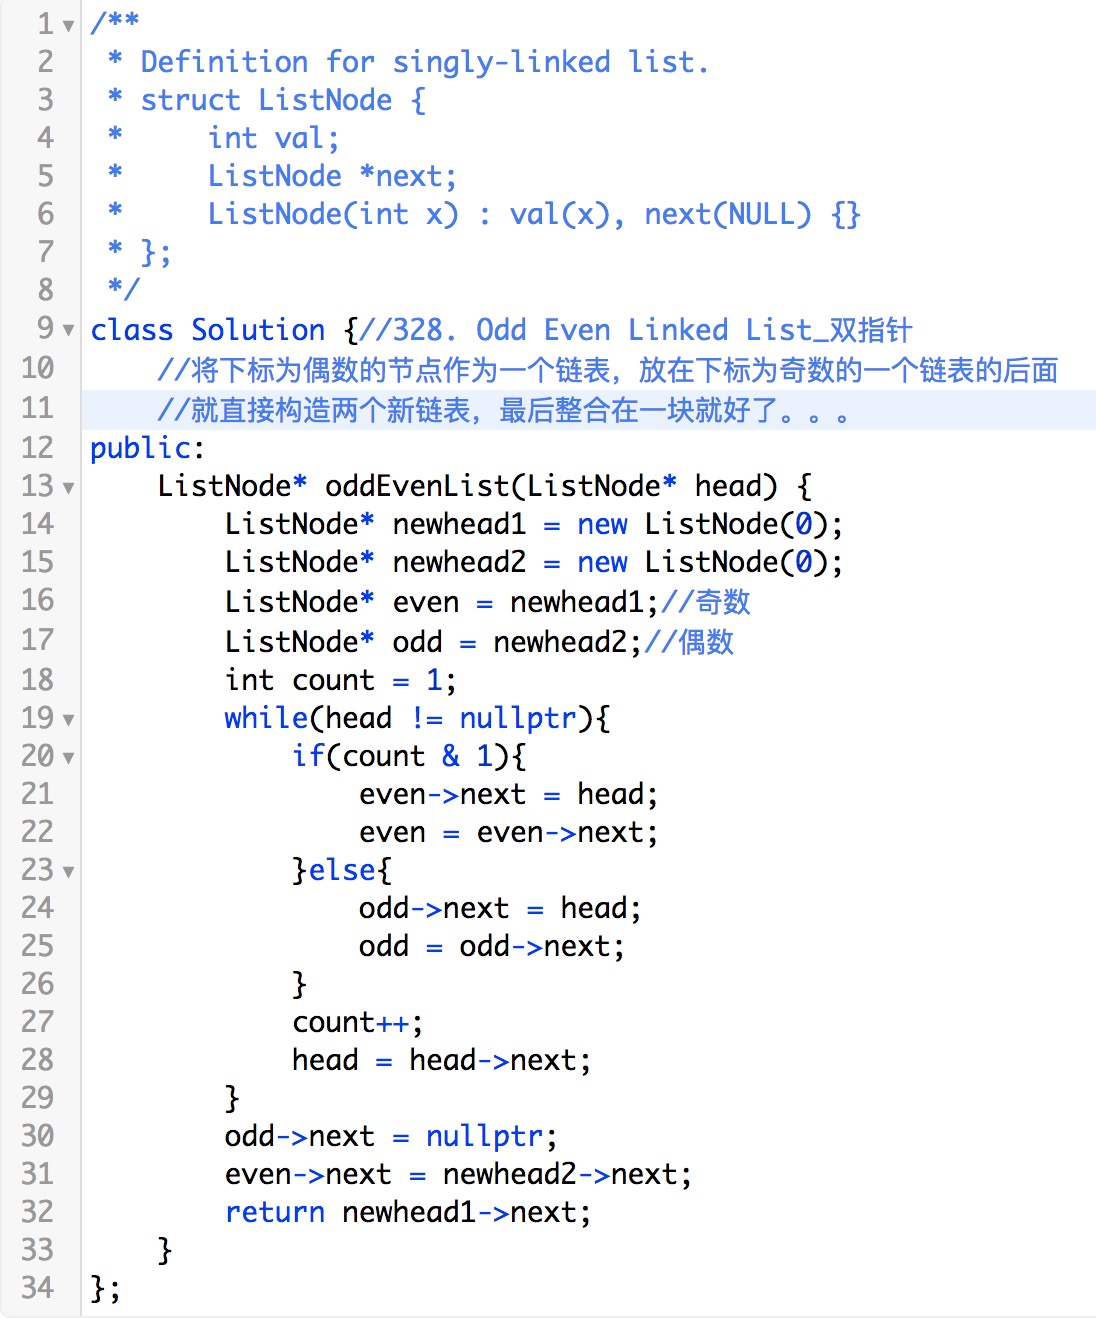 1 /**
2  * Definition for singly-linked list.
3  * struct ListNode {
4  *     int val;
5  *     ListNode *next;
6  *     ListNode(int x) : val(x), next(NULL) {}
7  * };
8  */
9 class Solution {//328. Odd Even Linked List_双指针
10     //将下标为偶数的节点作为一个链表，放在下标为奇数的一个链表的后面
11     //就直接构造两个新链表，最后整合在一块就好了。。。
12 public:
13     ListNode* oddEvenList(ListNode* head) {
14         ListNode* newhead1 = new ListNode(0);
15         ListNode* newhead2 = new ListNode(0);
16         ListNode* even = newhead1;//奇数
17         ListNode* odd = newhead2;//偶数
18         int count = 1;
19         while(head != nullptr){
20             if(count & 1){
21                 even->next = head;
22                 even = even->next;
23             }else{
24                 odd->next = head;
25                 odd = odd->next;
26             }
27             count++;
28             head = head->next;
29         }
30         odd->next = nullptr;
31         even->next = newhead2->next;
32         return newhead1->next;
33     }
34 };